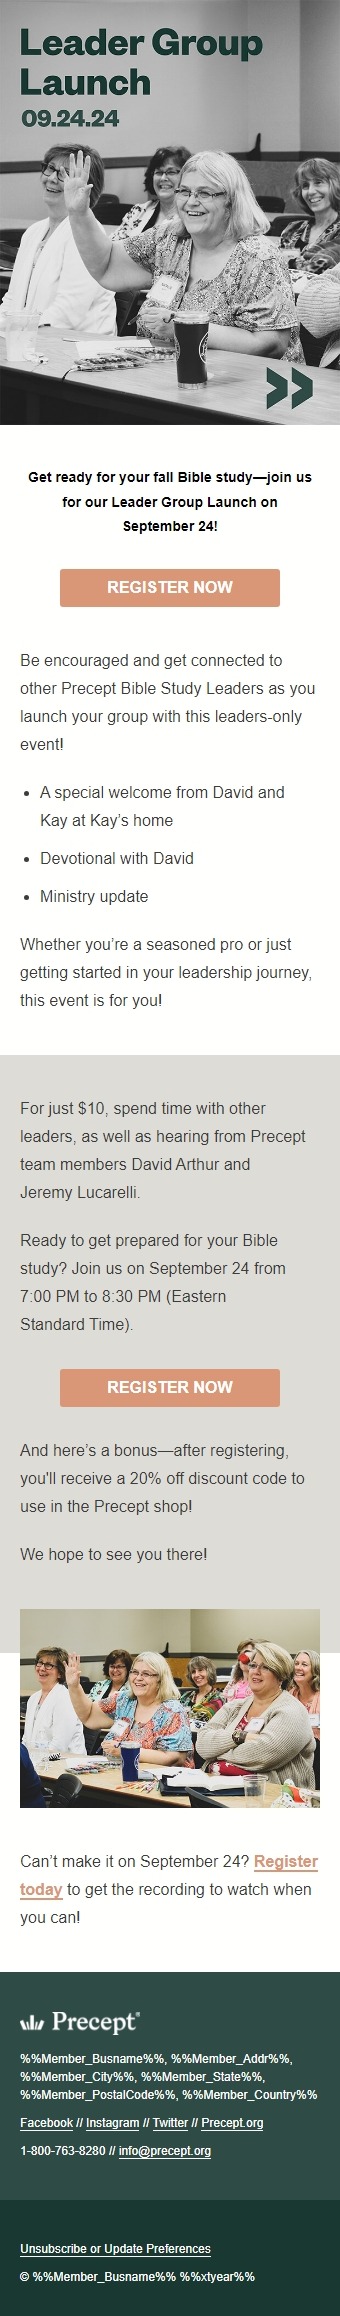 Leader Group
Launch
09.24.24
Get ready for your fall Bible study—join us
for our Leader Group Launch on
September 24!
REGISTER NOW
Be encouraged and get connected to
other Precept Bible Study Leaders as you
launch your group with this leaders-only
event!
• A special welcome from David and
Kay at Kay’s home
• Devotional with David
• Ministry update
Whether you’re a seasoned pro or just
getting started in your leadership journey,
this event is for you!
For just $10, spend time with other
leaders, as well as hearing from Precept
team members David Arthur and
Jeremy Lucarelli.
Ready to get prepared for your Bible
study? Join us on September 24 from
7:00 PM to 8:30 PM (Eastern
Standard Time).
REGISTER NOW
And here’s a bonus—after registering,
you'll receive a 20% off discount code to
use in the Precept shop!
We hope to see you there!
Can’t make it on September 24? Register
today to get the recording to watch when
you can!
Precept®
%%Member_Busname%%, %%Member_Addr%%,
%%Member_City%%, %%Member_State%%,
%%Member_PostalCode%%, %%Member_Country%%
Facebook // Instagram // Twitter // Precept.org
1-800-763-8280 // info@precept.org
Unsubscribe or Update Preferences
© %%Member_Busname%% %%xtyear%%